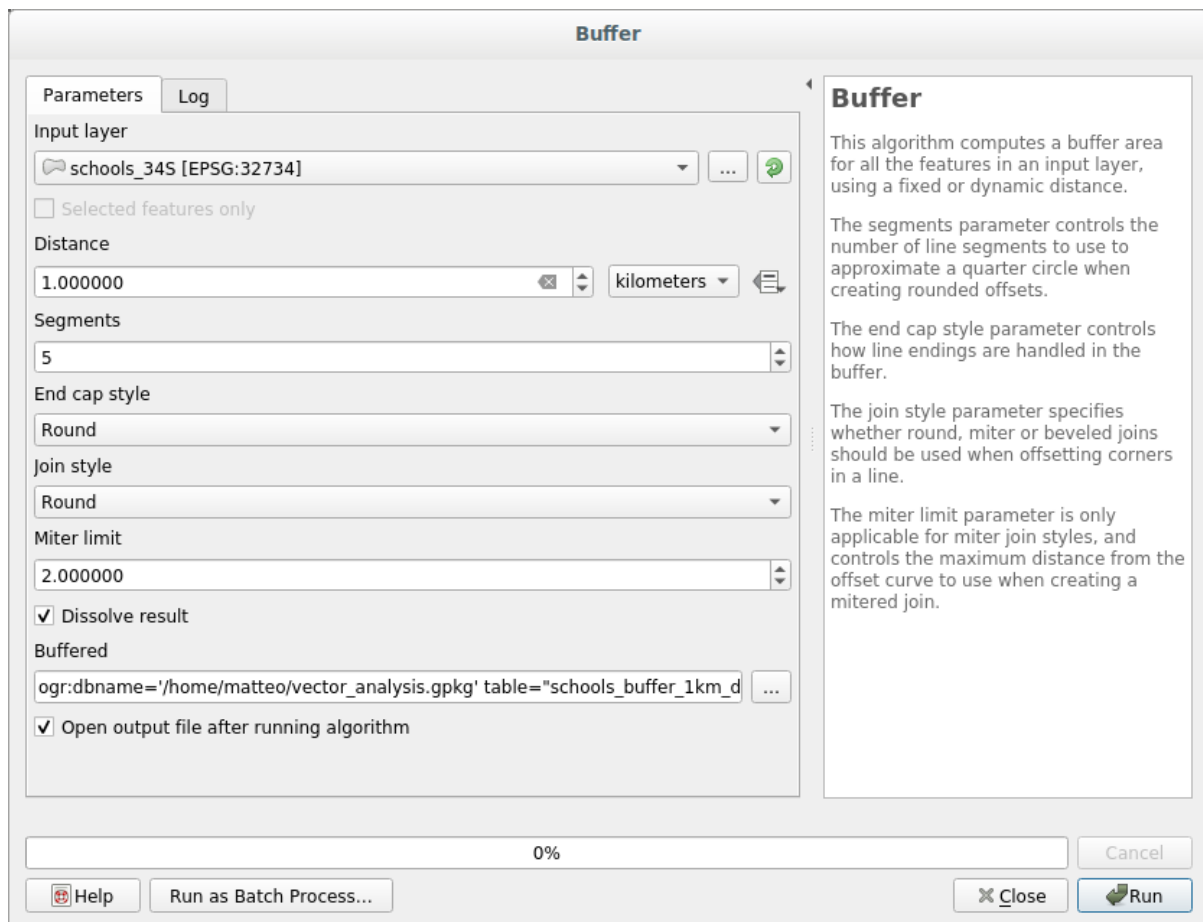 Buffer
Parameters
Log
Input layer
schools_34S [EPSG:32734]
...
Selected features only
Distance
1.000000
kilometers
Segments
5
End cap style
Round
Join style
Round
Miter limit
2.000000
Dissolve result
Buffered
ogr:dbname='/home/matteo/vector_analysis.gpkg' table="schools_buffer_1km_d
...
Open output file after running algorithm
Buffer
This algorithm computes a buffer area
for all the features in an input layer,
using a fixed or dynamic distance.
The segments parameter controls the
number of line segments to use to
approximate a quarter circle when
creating rounded offsets.
The end cap style parameter controls
how line endings are handled in the
buffer.
The join style parameter specifies
whether round, miter or beveled joins
should be used when offsetting corners
in a line.
The miter limit parameter is only
applicable for miter join styles, and
controls the maximum distance from the
offset curve to use when creating a
mitered join.
0%
Cancel
Help
Run as Batch Process...
Close
Run